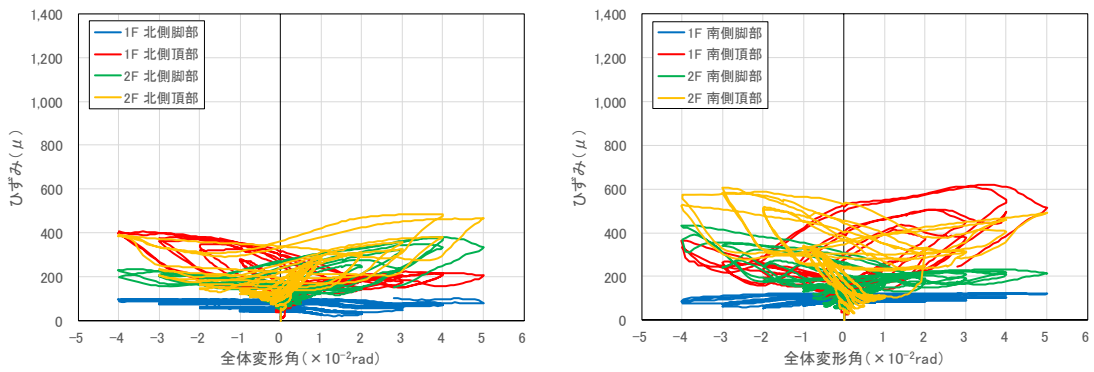 1,400
1,200
1,000
800
600
400
200
0
ひずみ(μ)
1F 北側脚部
1F 北側頂部
2F 北側脚部
2F 北側頂部
-5 -4 -3 -2 -1 0 1 2 3 4 5 6
全体変形角(×10⁻²rad)
1,400
1,200
1,000
800
600
400
200
0
ひずみ(μ)
1F 南側脚部
1F 南側頂部
2F 南側脚部
2F 南側頂部
-5 -4 -3 -2 -1 0 1 2 3 4 5 6
全体変形角(×10⁻²rad)